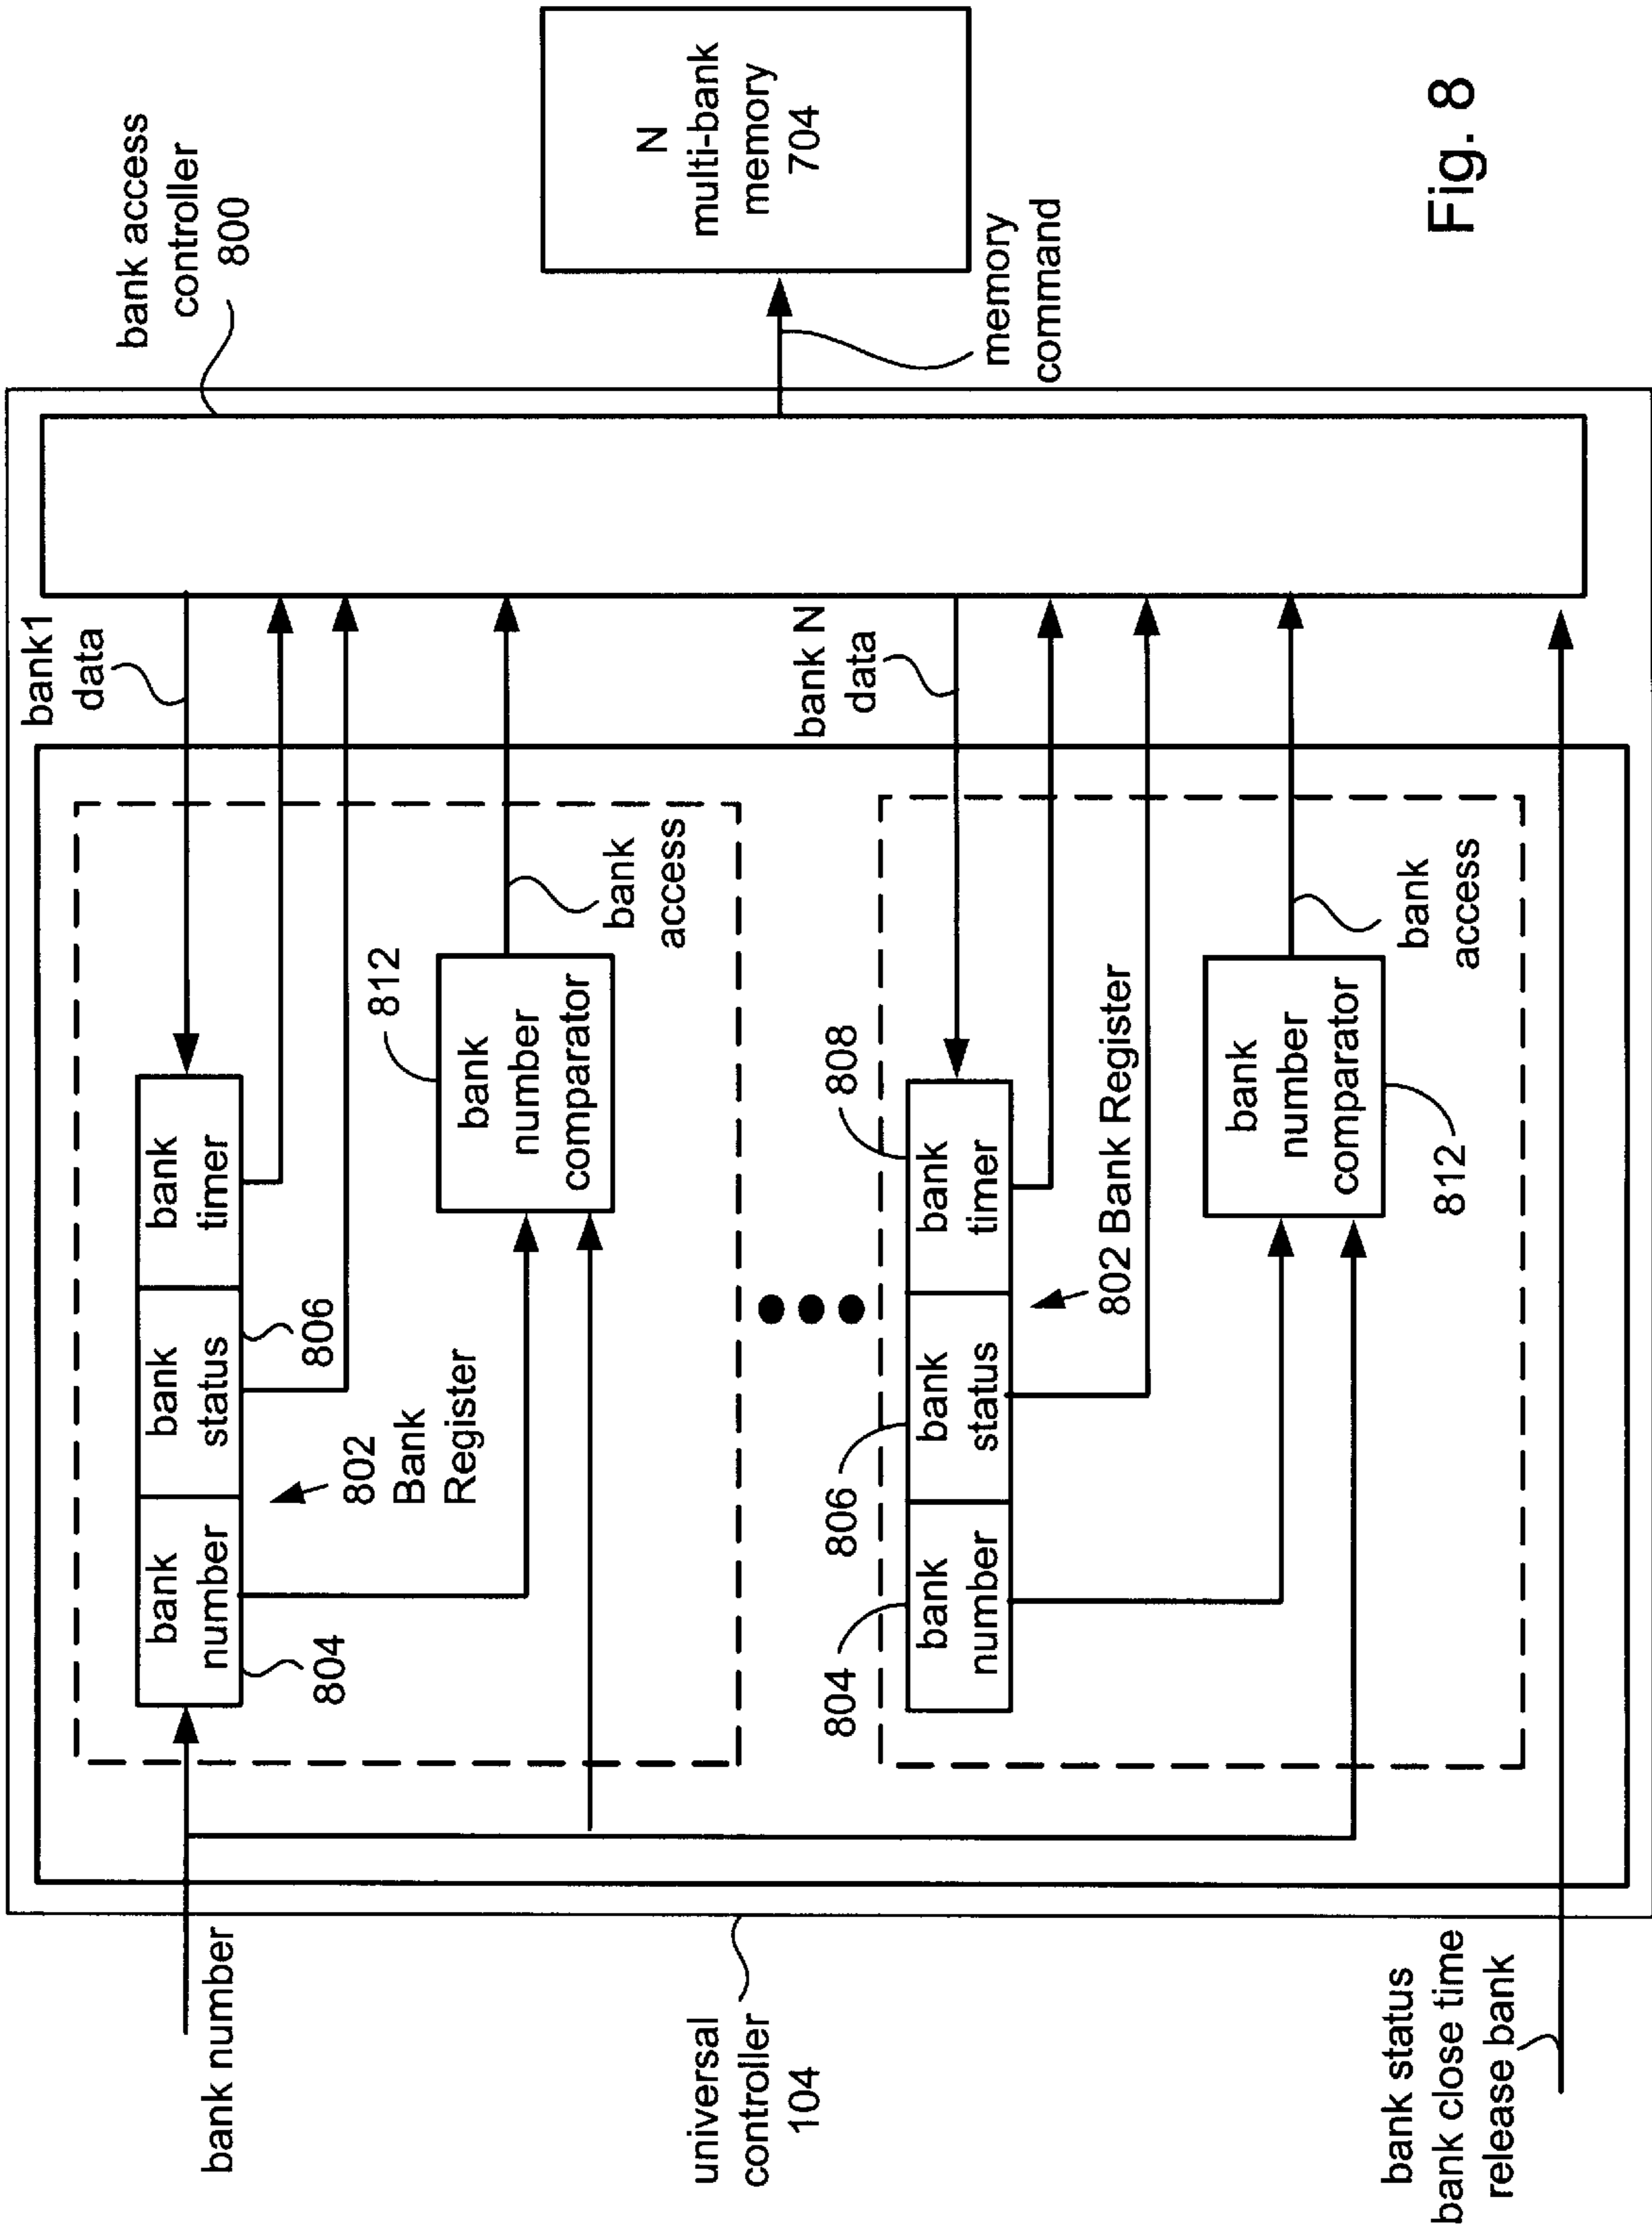 bank number
universal
controller
104
bank status
bank close time
release bank
bank
number
804
bank
status
806
bank
timer
802
Bank
Register
812
bank
number
comparator
bank
access
bank1
data
bank access
controller
800
804
bank
number
806
bank
status
808
bank
timer
802 Bank Register
bank
number
comparator
812
bank
access
bank N
data
memory
command
N
multi-bank
memory
704
Fig. 8